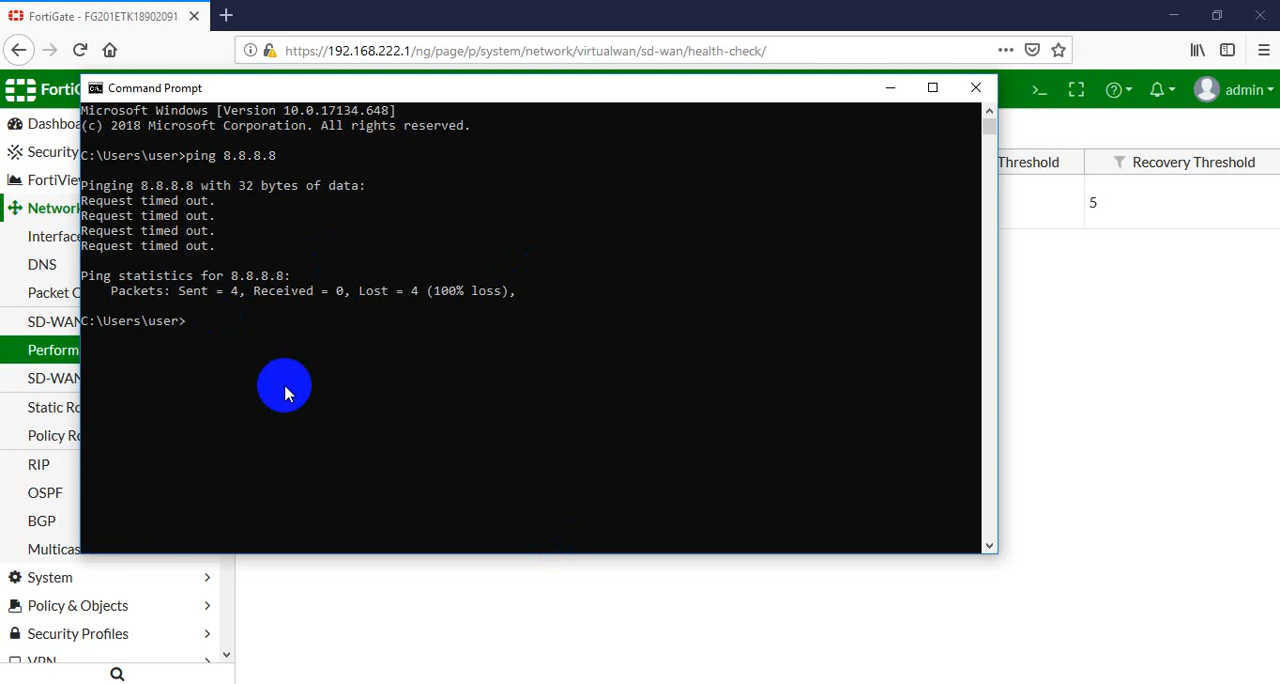 FortiGate - FG201ETK18902091
https://192.168.222.1/ng/page/p/system/network/virtualwan/sd-wan/health-check/
FortiG
admin
Command Prompt
Microsoft Windows [Version 10.0.17134.648]
(c) 2018 Microsoft Corporation. All rights reserved.
C:\Users\user>ping 8.8.8.8
Pinging 8.8.8.8 with 32 bytes of data:
Request timed out.
Request timed out.
Request timed out.
Request timed out.
Ping statistics for 8.8.8.8:
Packets: Sent = 4, Received = 0, Lost = 4 (100% loss),
C:\Users\user>
Dashboa
Security
FortiView
Network
Interface
DNS
Packet C
SD-WAN
Perform
SD-WAN
Static Ro
Policy Ro
RIP
OSPF
BGP
Multicas
System
Policy & Objects
Security Profiles
VPN
Threshold
Recovery Threshold
5